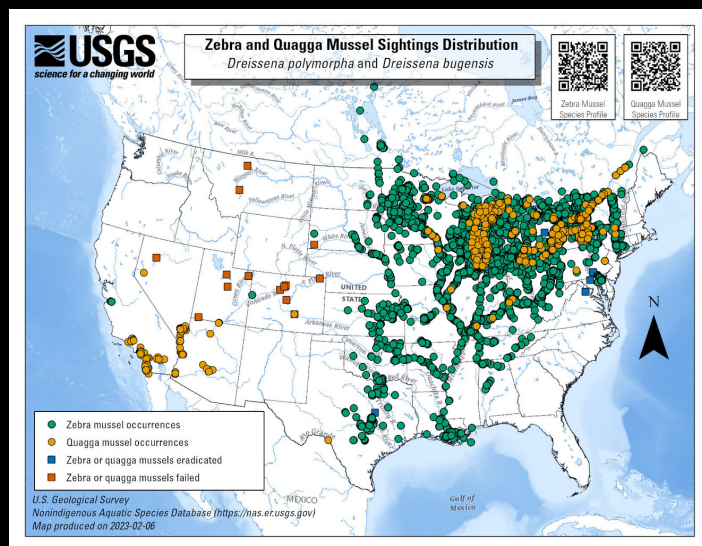 USGS
science for a changing world
Zebra and Quagga Mussel Sightings Distribution
Dreissena polymorpha and Dreissena bugensis
Zebra Mussel
Species Profile
Quagga Mussel
Species Profile
James Bay
Milk R
Missouri River
Yellowstone River
Lake Superior
White River
N. Platte River
Green River
Colorado
UNITED
STATES
Arkansas River
Red River
Rio Grande
MEXICO
Gulf of
Mexico
N
Zebra mussel occurrences
Quagga mussel occurrences
Zebra or quagga mussels eradicated
Zebra or quagga mussels failed
U.S. Geological Survey
Nonindigenous Aquatic Species Database (https://nas.er.usgs.gov)
Map produced on 2023-02-06